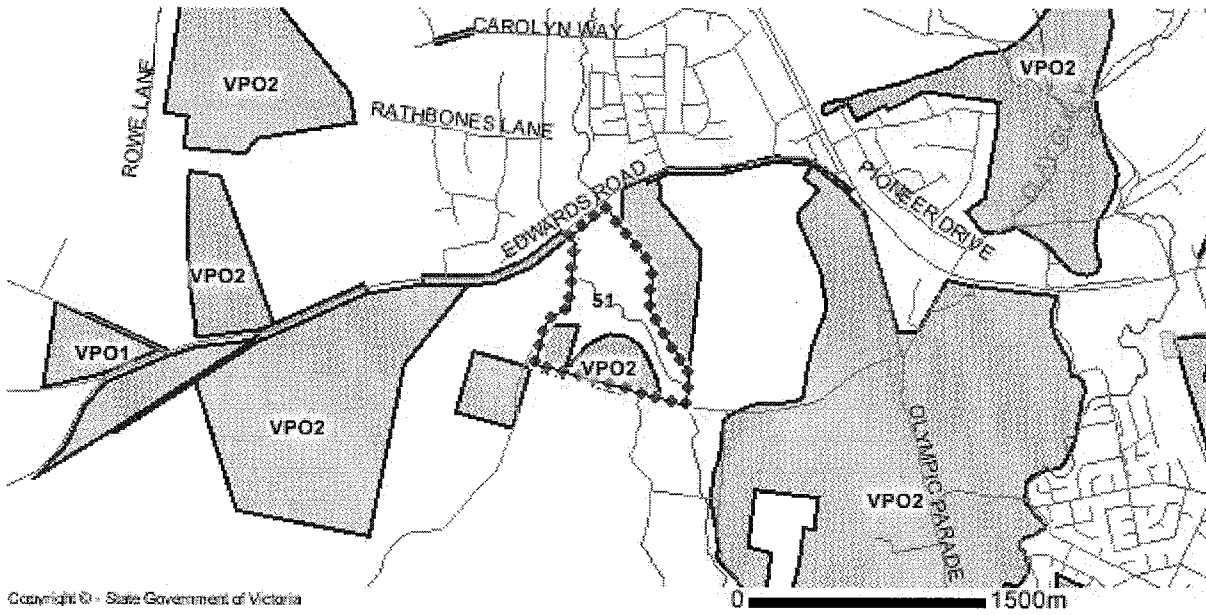 CAROLYN WAY
VPO2
VPO2
ROWE LANE
RATHBONES LANE
EDWARDS ROAD
PIONEER DRIVE
VPO2
51
VPO1
VPO2
VPO2
OLYMPIC PARADE
VPO2
Copyright © - State Government of Victoria
0 1500m